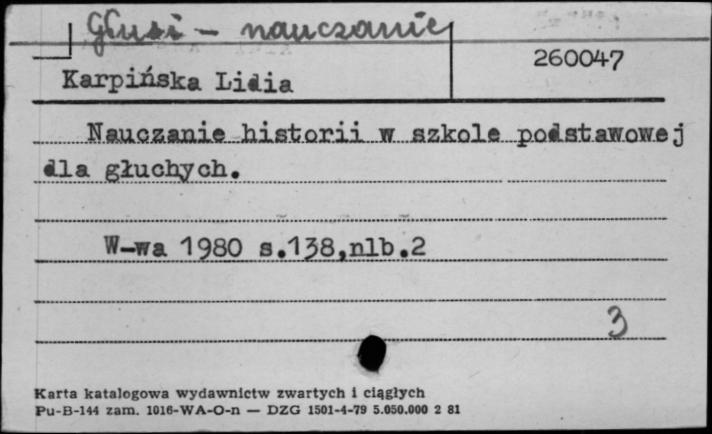 Głusi - nauczanie
260047
Karpińska Lidia
Nauczanie historii w szkole podstawowej
dla głuchych.
W-wa 1980 s.138,nlb.2
3
Karta katalogowa wydawnictw zwartych i ciągłych
Pu-B-144 zam. 1016-WA-O-n — DZG 1501-4-79 5.050.000 2 81